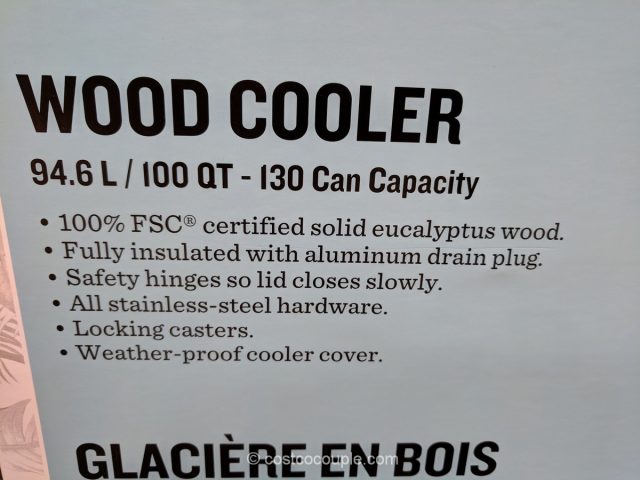 WOOD COOLER
94.6 L / 100 QT - 130 Can Capacity
• 100% FSC® certified solid eucalyptus wood.
• Fully insulated with aluminum drain plug.
• Safety hinges so lid closes slowly.
• All stainless-steel hardware.
• Locking casters.
• Weather-proof cooler cover.
GLACIÈRE EN BOIS
© costcocouple.com